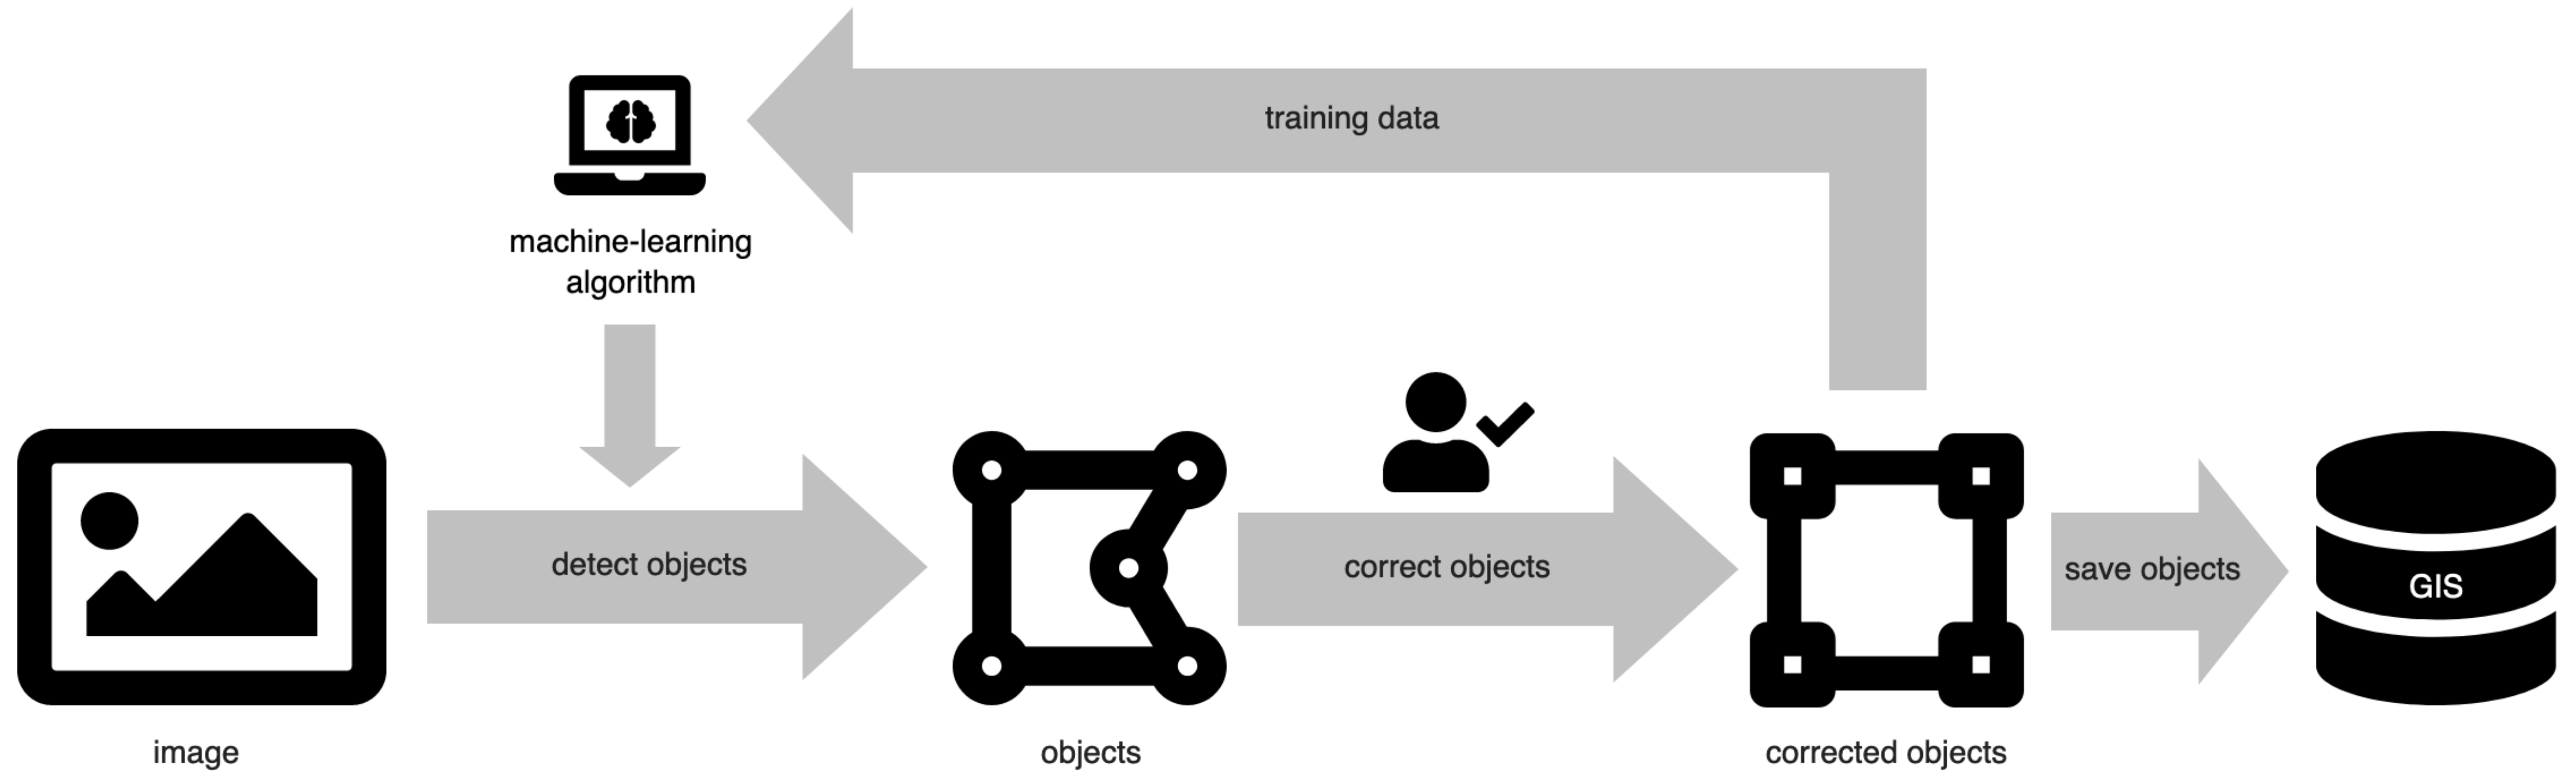 training data
machine-learning
algorithm
detect objects
correct objects
save objects
GIS
image
objects
corrected objects